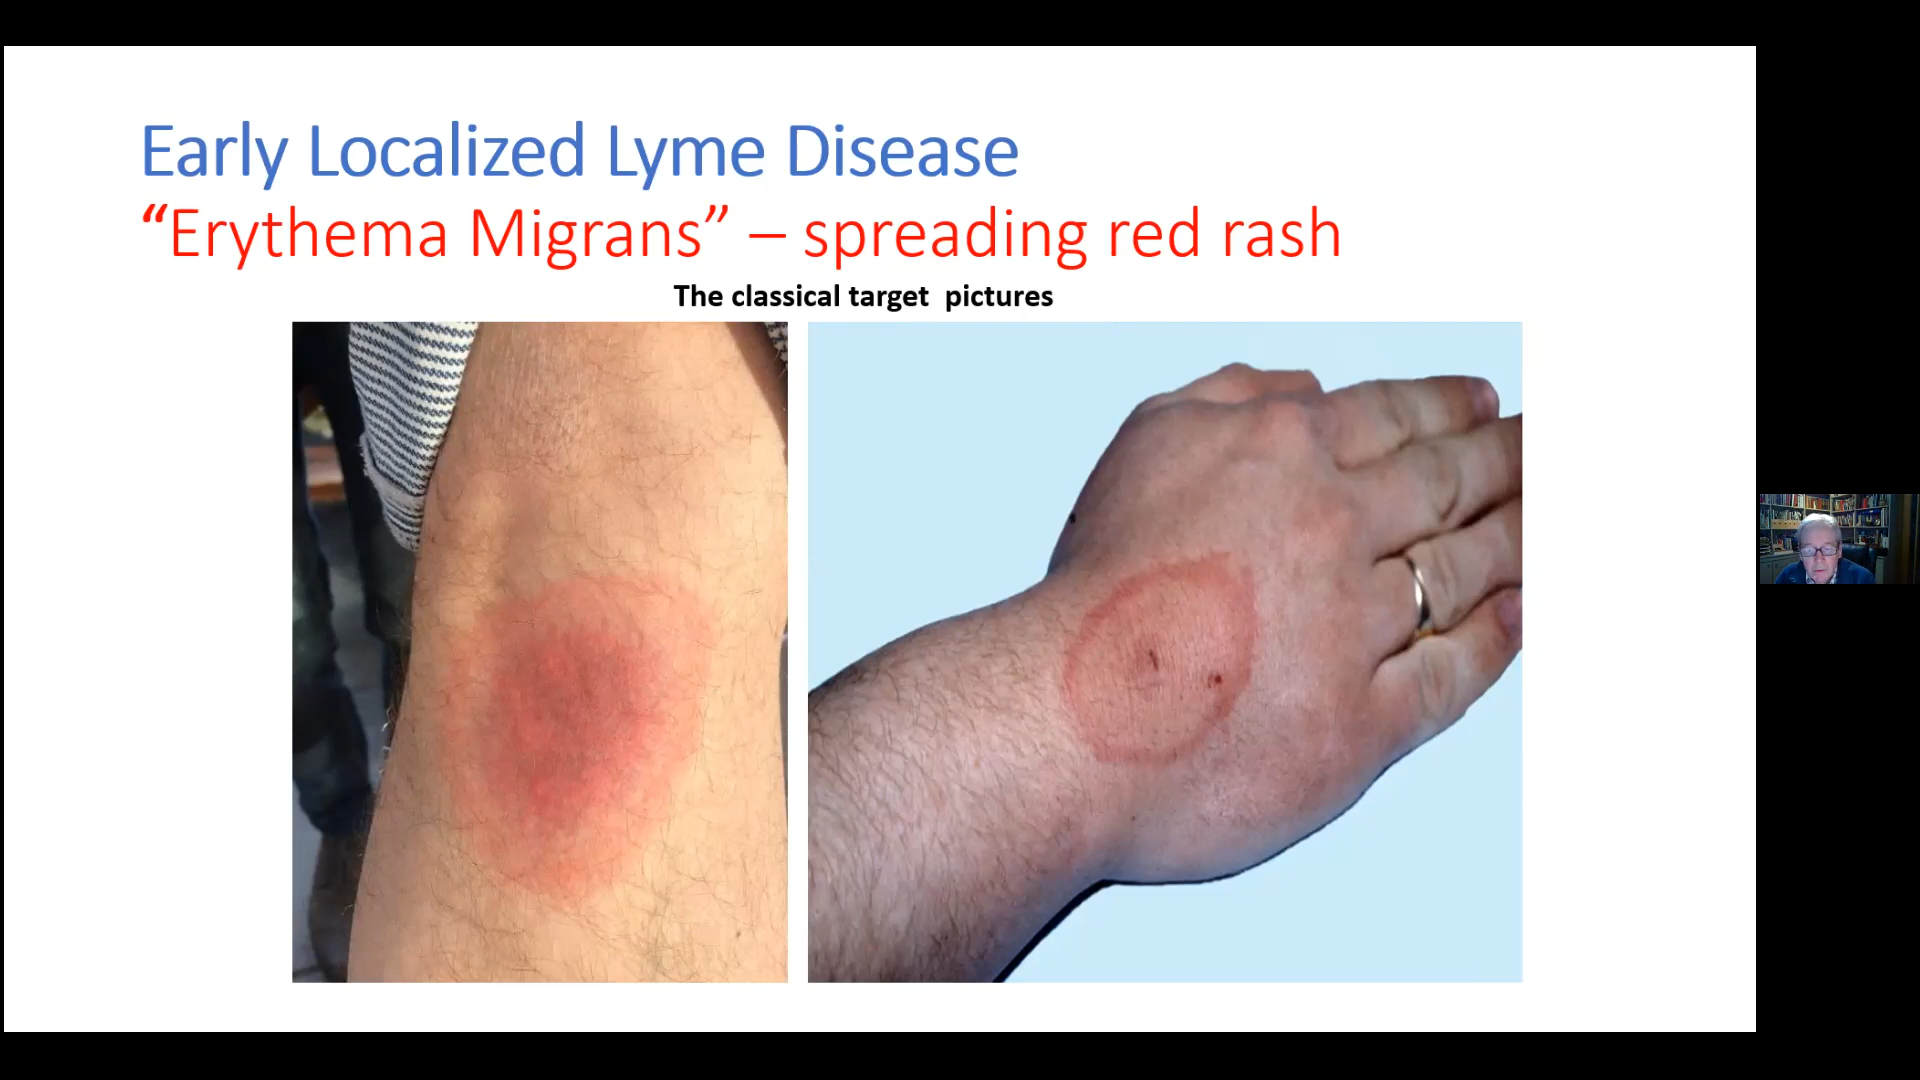 Early Localized Lyme Disease
“Erythema Migrans” – spreading red rash
The classical target pictures